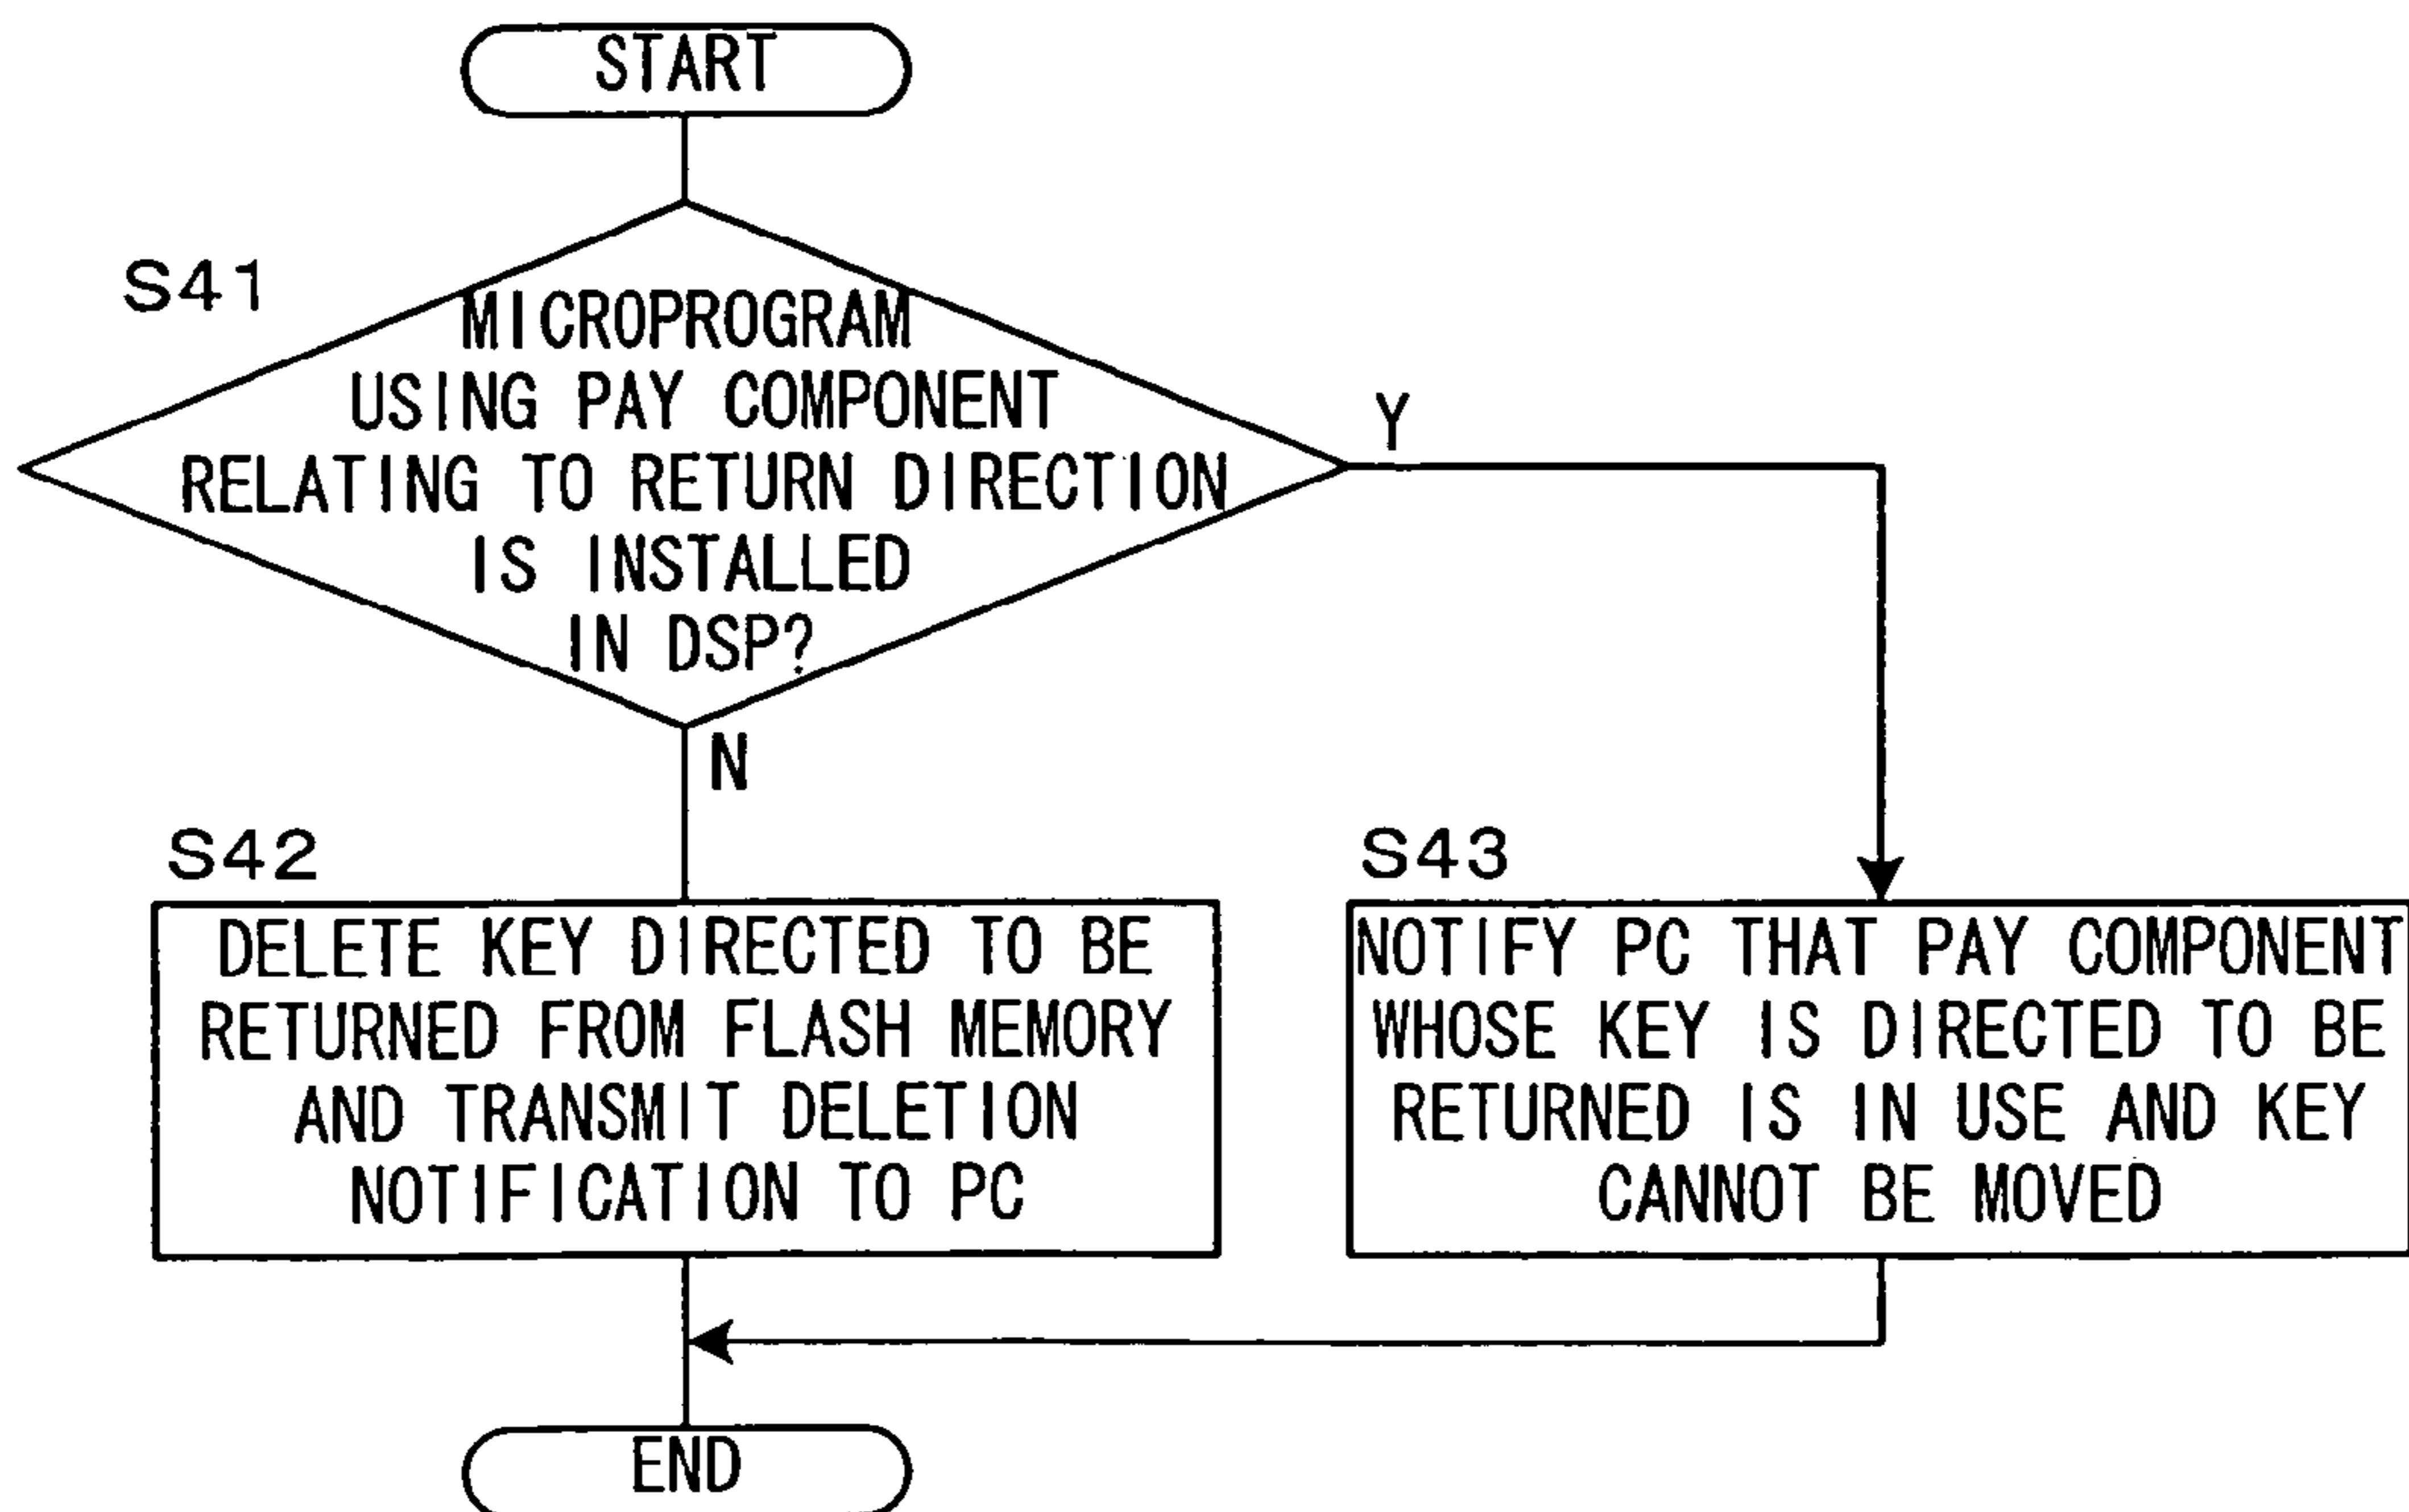 START
S41
MICROPROGRAM
USING PAY COMPONENT
RELATING TO RETURN DIRECTION
IS INSTALLED
IN DSP?
Y
N
S42
DELETE KEY DIRECTED TO BE
RETURNED FROM FLASH MEMORY
AND TRANSMIT DELETION
NOTIFICATION TO PC
S43
NOTIFY PC THAT PAY COMPONENT
WHOSE KEY IS DIRECTED TO BE
RETURNED IS IN USE AND KEY
CANNOT BE MOVED
END